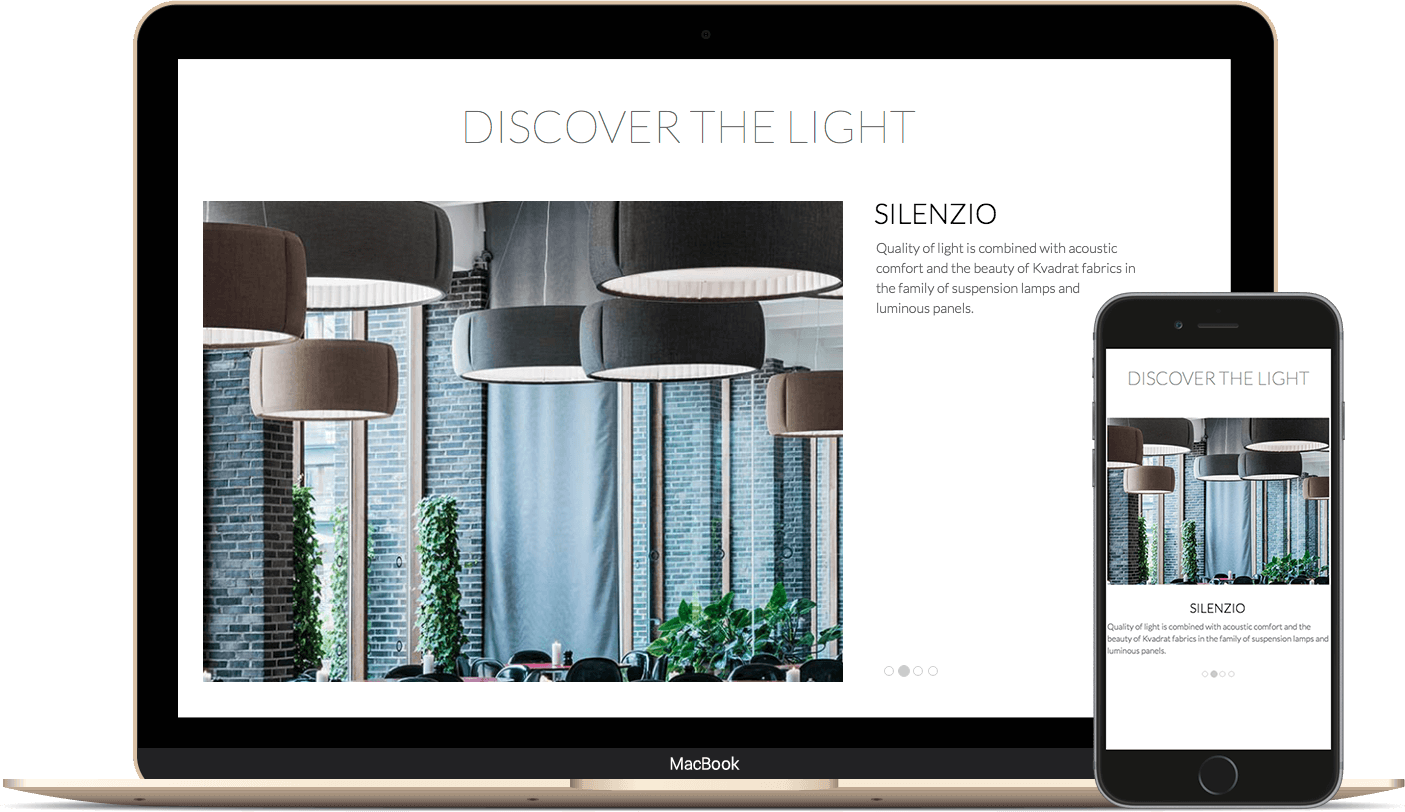 DISCOVER THE LIGHT
SILENZIO
Quality of light is combined with acoustic
comfort and the beauty of Kvadrat fabrics in
the family of suspension lamps and
luminous panels.
MacBook
DISCOVER THE LIGHT
SILENZIO
Quality of light is combined with acoustic comfort and the
beauty of Kvadrat fabrics in the family of suspension lamps and
luminous panels.